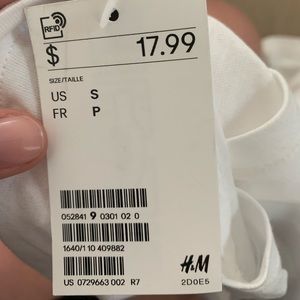 RFID
$ 17.99
SIZE/TAILLE
US S
FR P
052841 9 0301 02 0
1640/110 409882
H&M
US 0729663 002 R7 2D0E5